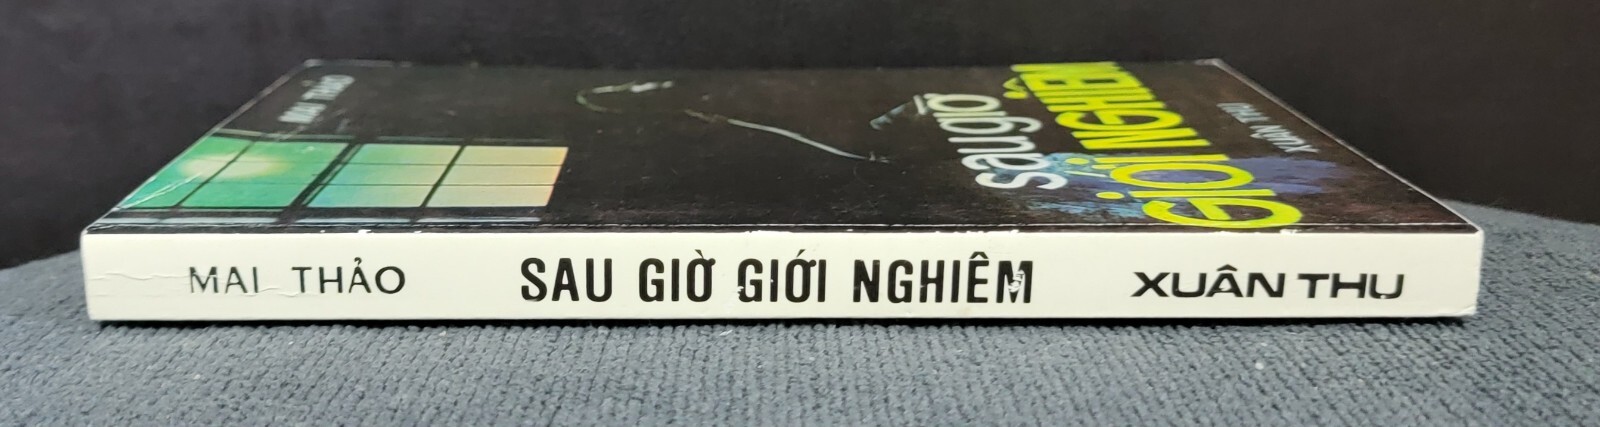 MAI THẢO
sau giờ
GIỚI NGHIÊM
XUÂN THU
MAI THẢO SAU GIỜ GIỚI NGHIÊM XUÂN THU